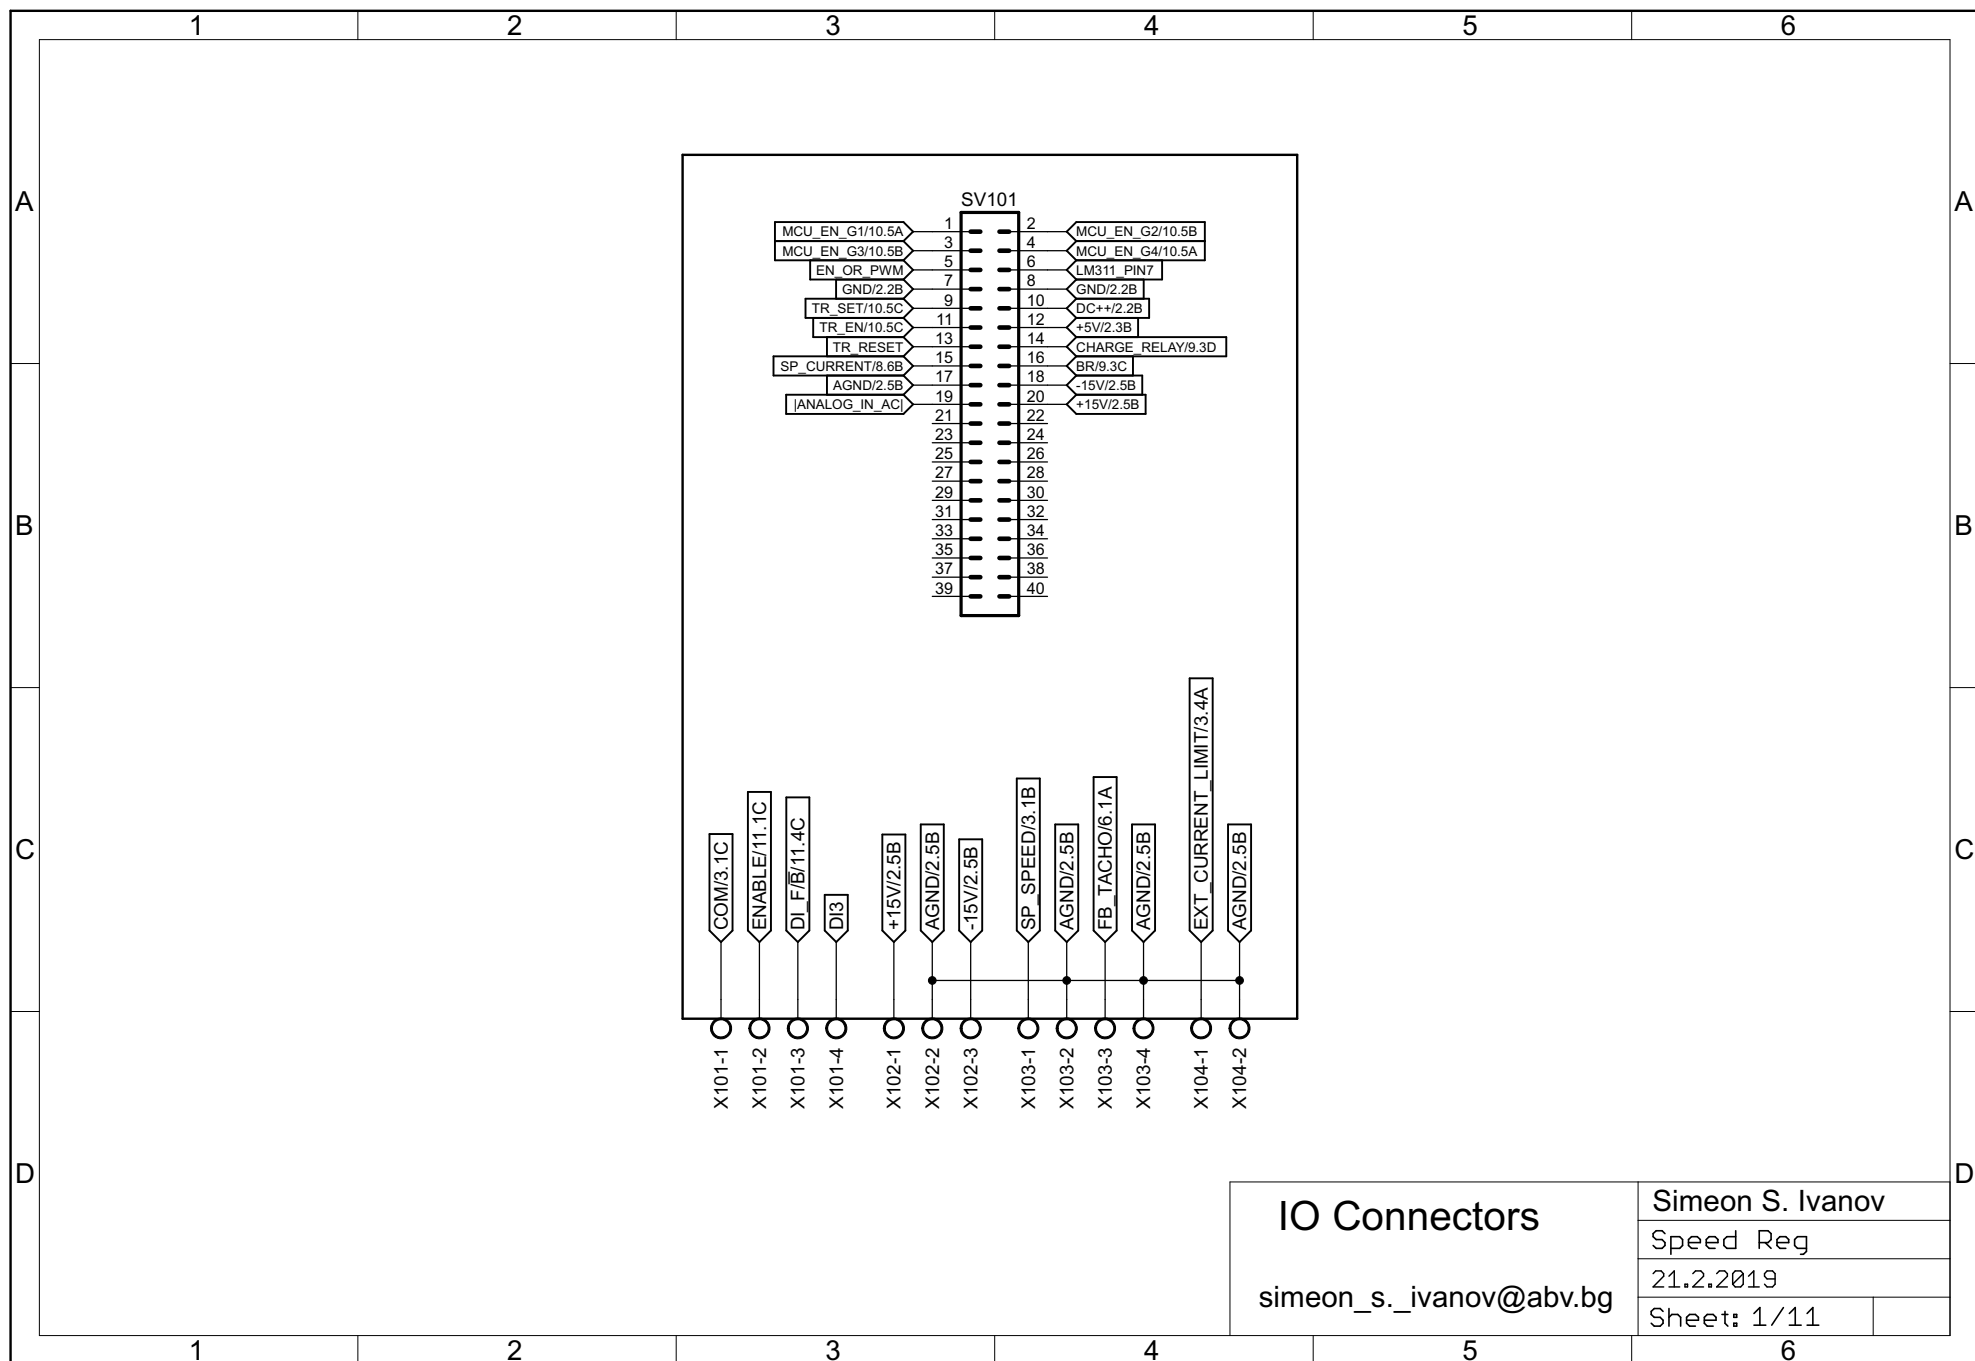 1 2 3 4 5 6
A A
SV101
MCU_EN_G1/10.5A 1 2 MCU_EN_G2/10.5B
MCU_EN_G3/10.5B 3 4 MCU_EN_G4/10.5A
EN_OR_PWM 5 6 LM311_PIN7
GND/2.2B 7 8 GND/2.2B
TR_SET/10.5C 9 10 DC++/2.2B
TR_EN/10.5C 11 12 +5V/2.3B
TR_RESET 13 14 CHARGE_RELAY/9.3D
SP_CURRENT/8.6B 15 16 BR/9.3C
AGND/2.5B 17 18 -15V/2.5B
|ANALOG_IN_AC| 19 20 +15V/2.5B
21 22
23 24
25 26
27 28
29 30
31 32
B B
33 34
35 36
37 38
39 40
C C
COM/3.1C
ENABLE/11.1C
DI_F/B̅/11.4C
DI3
+15V/2.5B
AGND/2.5B
-15V/2.5B
SP_SPEED/3.1B
AGND/2.5B
FB_TACHO/6.1A
AGND/2.5B
EXT_CURRENT_LIMIT/3.4A
AGND/2.5B
X101-1
X101-2
X101-3
X101-4
X102-1
X102-2
X102-3
X103-1
X103-2
X103-3
X103-4
X104-1
X104-2
D D
IO Connectors
simeon_s._ivanov@abv.bg
Simeon S. Ivanov
Speed Reg
21.2.2019
Sheet: 1/11
1 2 3 4 5 6